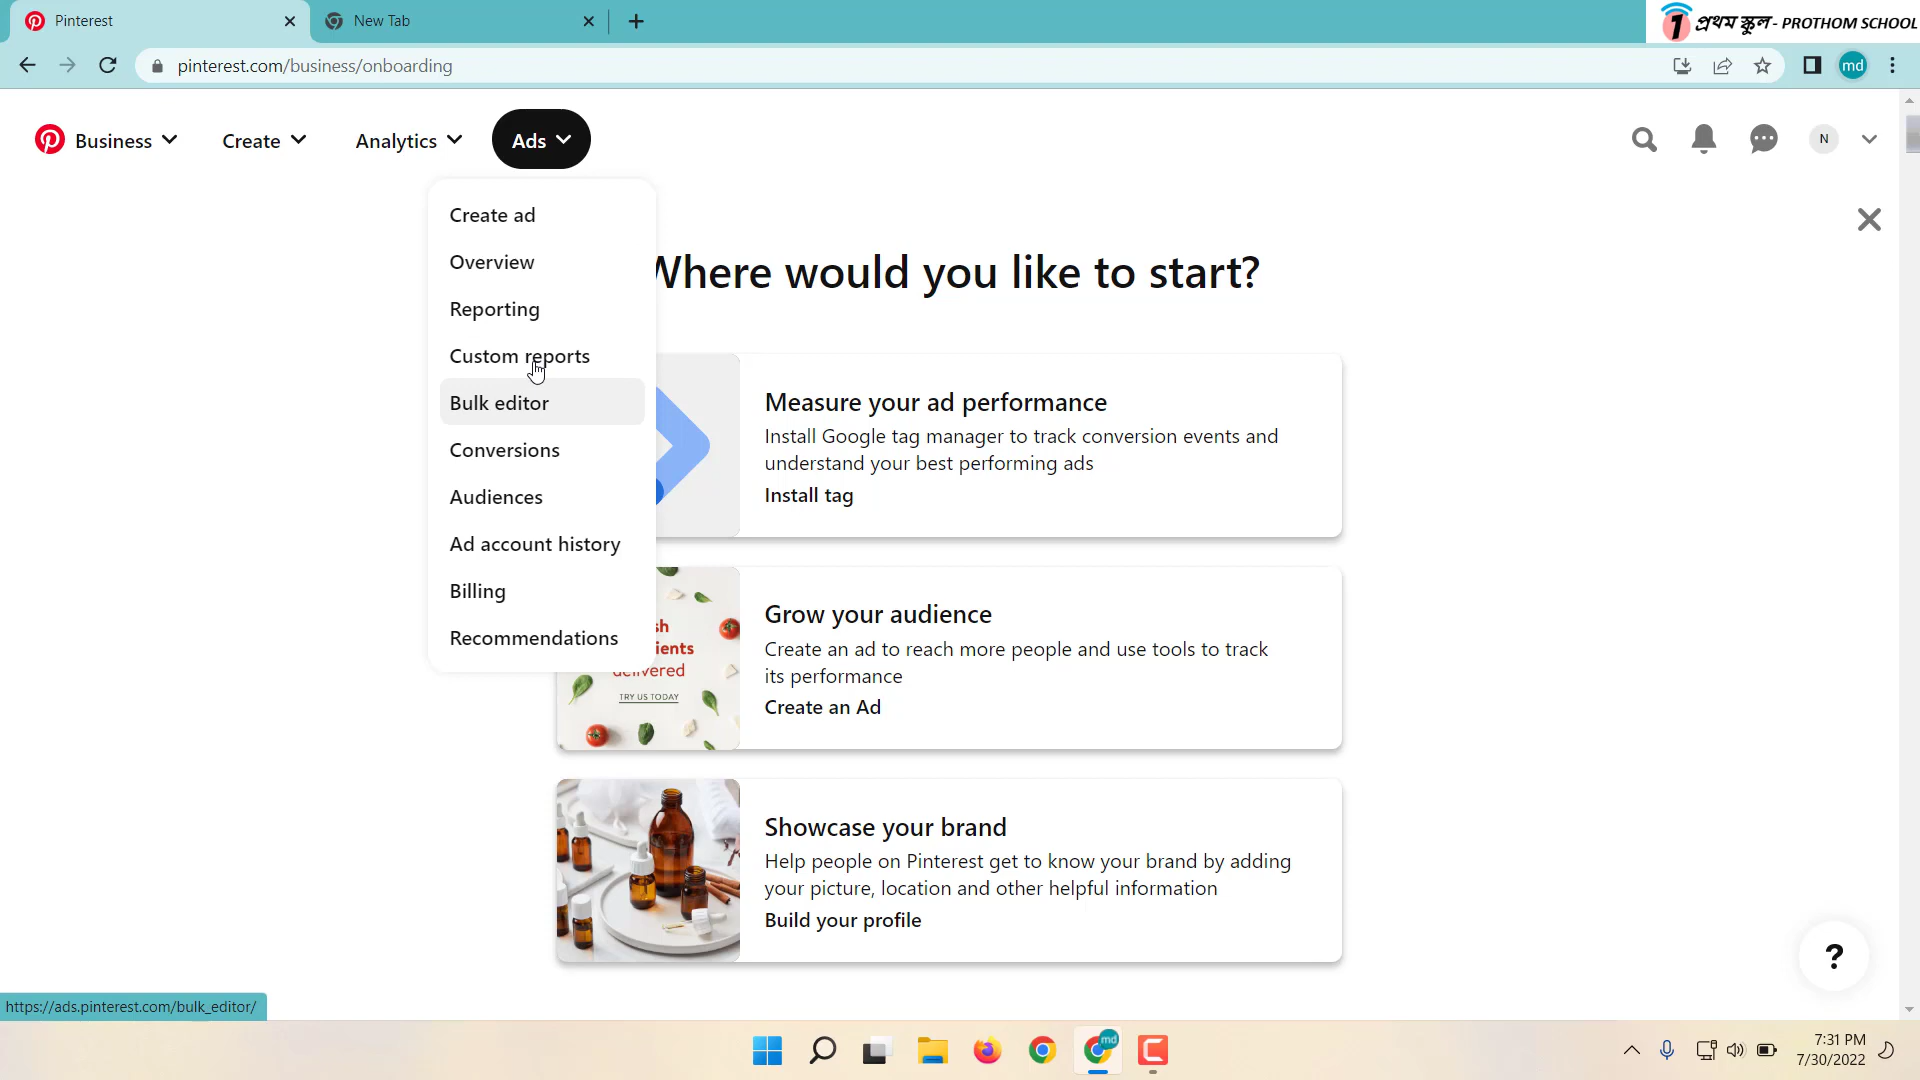 Pinterest
New Tab
1 প্রথম স্কুল - PROTHOM SCHOOL
pinterest.com/business/onboarding
md
Business
Create
Analytics
Ads
N
Create ad
Overview
Reporting
Custom reports
Bulk editor
Conversions
Audiences
Ad account history
Billing
Recommendations
Where would you like to start?
Measure your ad performance
Install Google tag manager to track conversion events and
understand your best performing ads
Install tag
delivered
TRY US TODAY
Grow your audience
Create an ad to reach more people and use tools to track
its performance
Create an Ad
Showcase your brand
Help people on Pinterest get to know your brand by adding
your picture, location and other helpful information
Build your profile
?
https://ads.pinterest.com/bulk_editor/
md
7:31 PM
7/30/2022